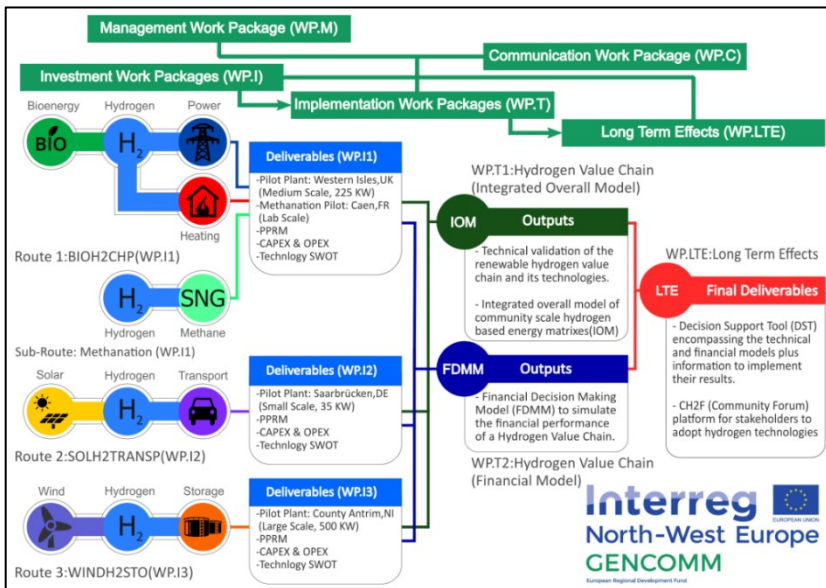 Management Work Package (WP.M)
Communication Work Package (WP.C)
Investment Work Packages (WP.I)
Implementation Work Packages (WP.T)
Long Term Effects (WP.LTE)
Bioenergy
Hydrogen
Power
BIO
H2
Heating
Route 1:BIOH2CHP(WP.I1)
H2
SNG
Hydrogen
Methane
Sub-Route: Methanation (WP.I1)
Solar
Hydrogen
Transport
H2
Route 2:SOLH2TRANSP(WP.I2)
Wind
Hydrogen
Storage
H2
Route 3:WINDH2STO(WP.I3)
Deliverables (WP.I1)
-Pilot Plant: Western Isles,UK
(Medium Scale, 225 KW)
-Methanation Pilot: Caen,FR
(Lab Scale)
-PPRM
-CAPEX & OPEX
-Technlogy SWOT
Deliverables (WP.I2)
-Pilot Plant: Saarbrücken,DE
(Small Scale, 35 KW)
-PPRM
-CAPEX & OPEX
-Technlogy SWOT
Deliverables (WP.I3)
-Pilot Plant: County Antrim,NI
(Large Scale, 500 KW)
-PPRM
-CAPEX & OPEX
-Technlogy SWOT
WP.T1:Hydrogen Value Chain
(Integrated Overall Model)
IOM
Outputs
- Technical validation of the
renewable hydrogen value
chain and its technologies.
- Integrated overall model of
community scale hydrogen
based energy matrixes(IOM)
FDMM
Outputs
- Financial Decision Making
Model (FDMM) to simulate
the financial performance
of a Hydrogen Value Chain.
WP.T2:Hydrogen Value Chain
(Financial Model)
WP.LTE:Long Term Effects
LTE
Final Deliverables
- Decision Support Tool (DST)
encompassing the technical
and financial models plus
information to implement
their results.
- CH2F (Community Forum)
platform for stakeholders to
adopt hydrogen technologies
Interreg
EUROPEAN UNION
North-West Europe
GENCOMM
European Regional Development Fund